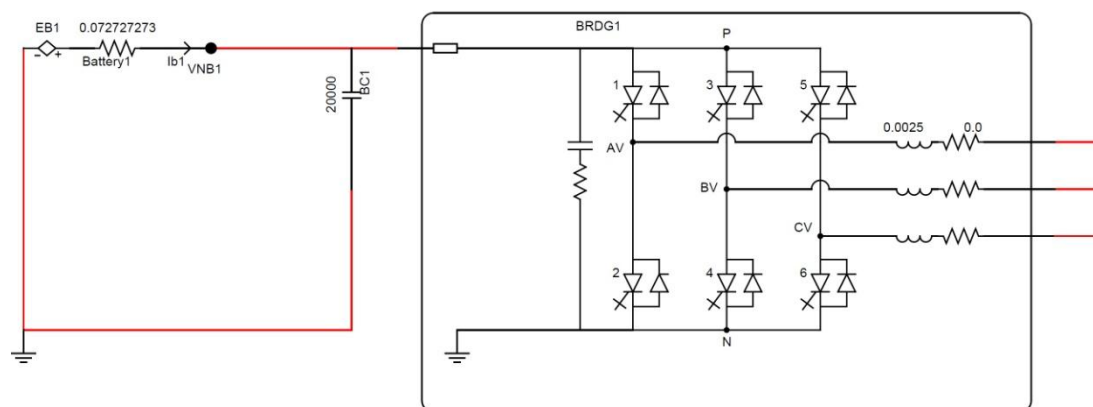 EB1
0.072727273
- +
Battery1
Ib1
VNB1
20000
BC1
BRDG1
P
1
3
5
0.0025
0.0
AV
BV
CV
2
4
6
N